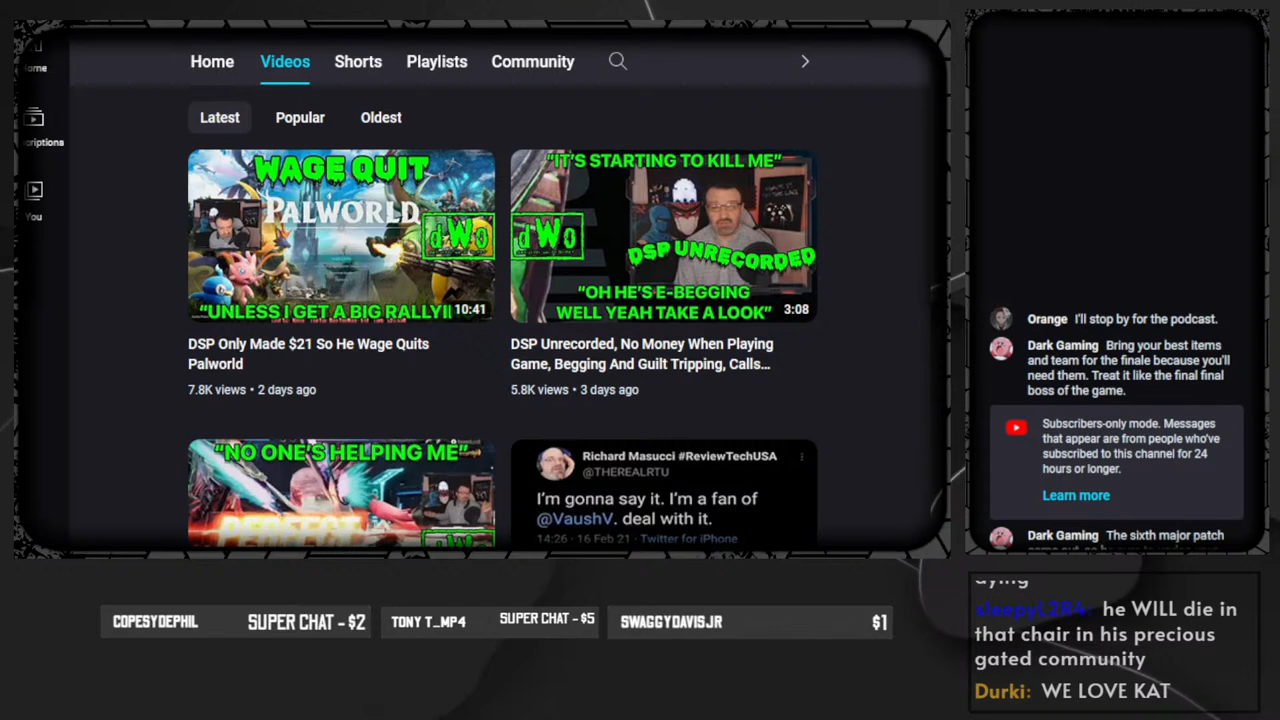 Home
Videos
Shorts
Playlists
Community
ome
criptions
You
Latest
Popular
Oldest
WAGE QUIT
PALWORLD
dWo
"UNLESS I GET A BIG RALLY!!
10:41
DSP Only Made $21 So He Wage Quits
Palworld
7.8K views • 2 days ago
"IT'S STARTING TO KILL ME"
dWo
DSP UNRECORDED
"OH HE'S E-BEGGING
WELL YEAH TAKE A LOOK"
3:08
DSP Unrecorded, No Money When Playing
Game, Begging And Guilt Tripping, Calls...
5.8K views • 3 days ago
"NO ONE'S HELPING ME"
PERFECT
Richard Masucci #ReviewTechUSA
@THEREALRTU
I'm gonna say it. I'm a fan of
@VaushV. deal with it.
14:26 · 16 Feb 21 · Twitter for iPhone
Orange I'll stop by for the podcast.
Dark Gaming Bring your best items
and team for the finale because you'll
need them. Treat it like the final final
boss of the game.
Subscribers-only mode. Messages
that appear are from people who've
subscribed to this channel for 24
hours or longer.
Learn more
Dark Gaming The sixth major patch
COPESYDEPHIL SUPER CHAT - $2
TONY T_MP4 SUPER CHAT - $5
SWAGGYDAVISJR $1
dying
sleepyL2R4: he WILL die in
that chair in his precious
gated community
Durki: WE LOVE KAT